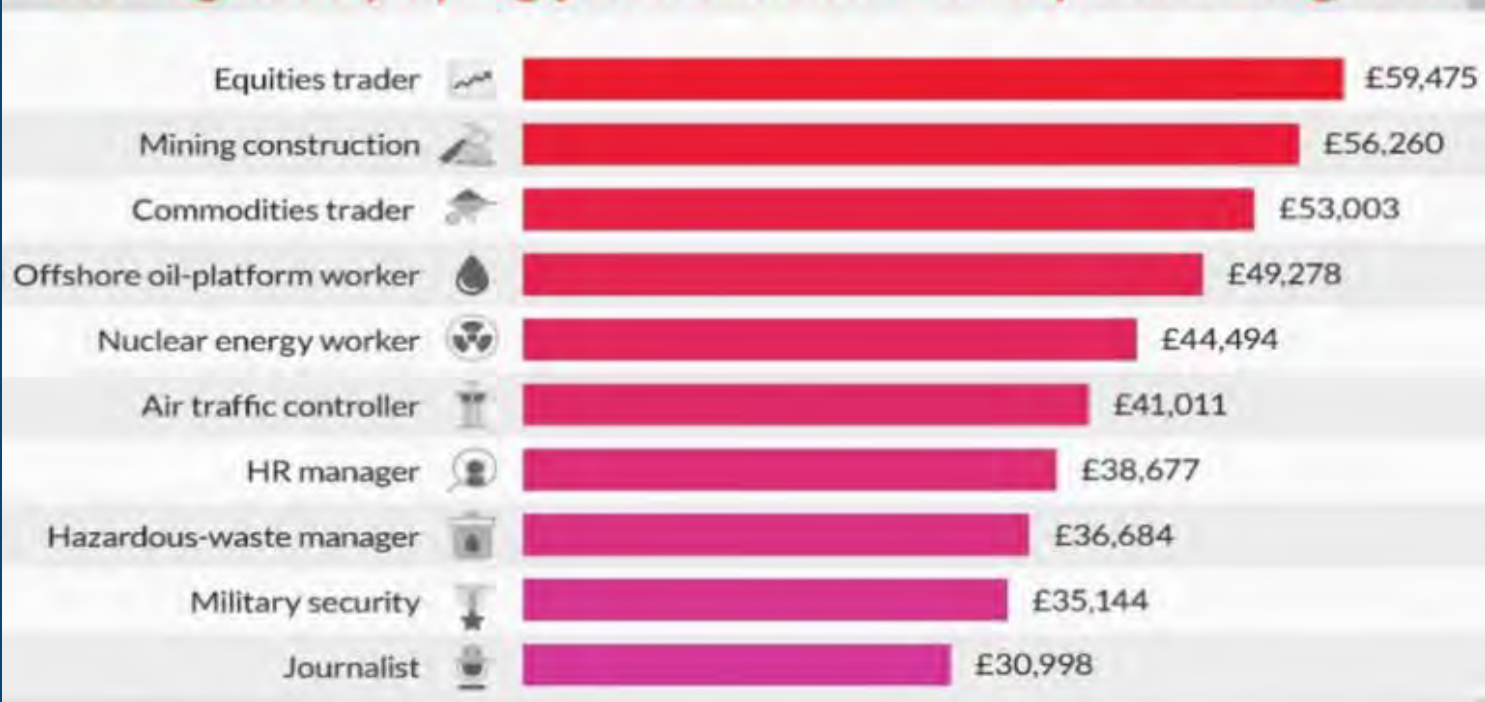 Equities trader £59,475
Mining construction £56,260
Commodities trader £53,003
Offshore oil-platform worker £49,278
Nuclear energy worker £44,494
Air traffic controller £41,011
HR manager £38,677
Hazardous-waste manager £36,684
Military security £35,144
Journalist £30,998